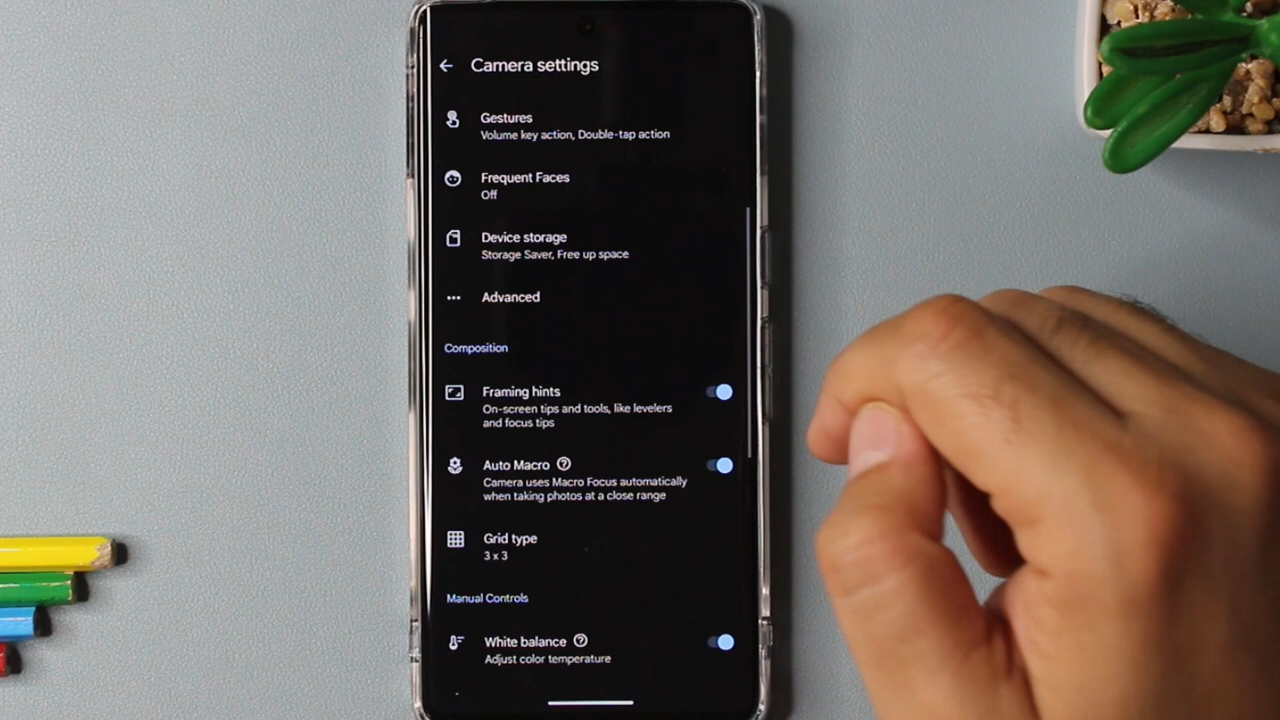 Camera settings
Gestures
Volume key action, Double-tap action
Frequent Faces
Off
Device storage
Storage Saver, Free up space
Advanced
Composition
Framing hints
On-screen tips and tools, like levelers
and focus tips
Auto Macro
Camera uses Macro Focus automatically
when taking photos at a close range
Grid type
3 x 3
Manual Controls
White balance
Adjust color temperature